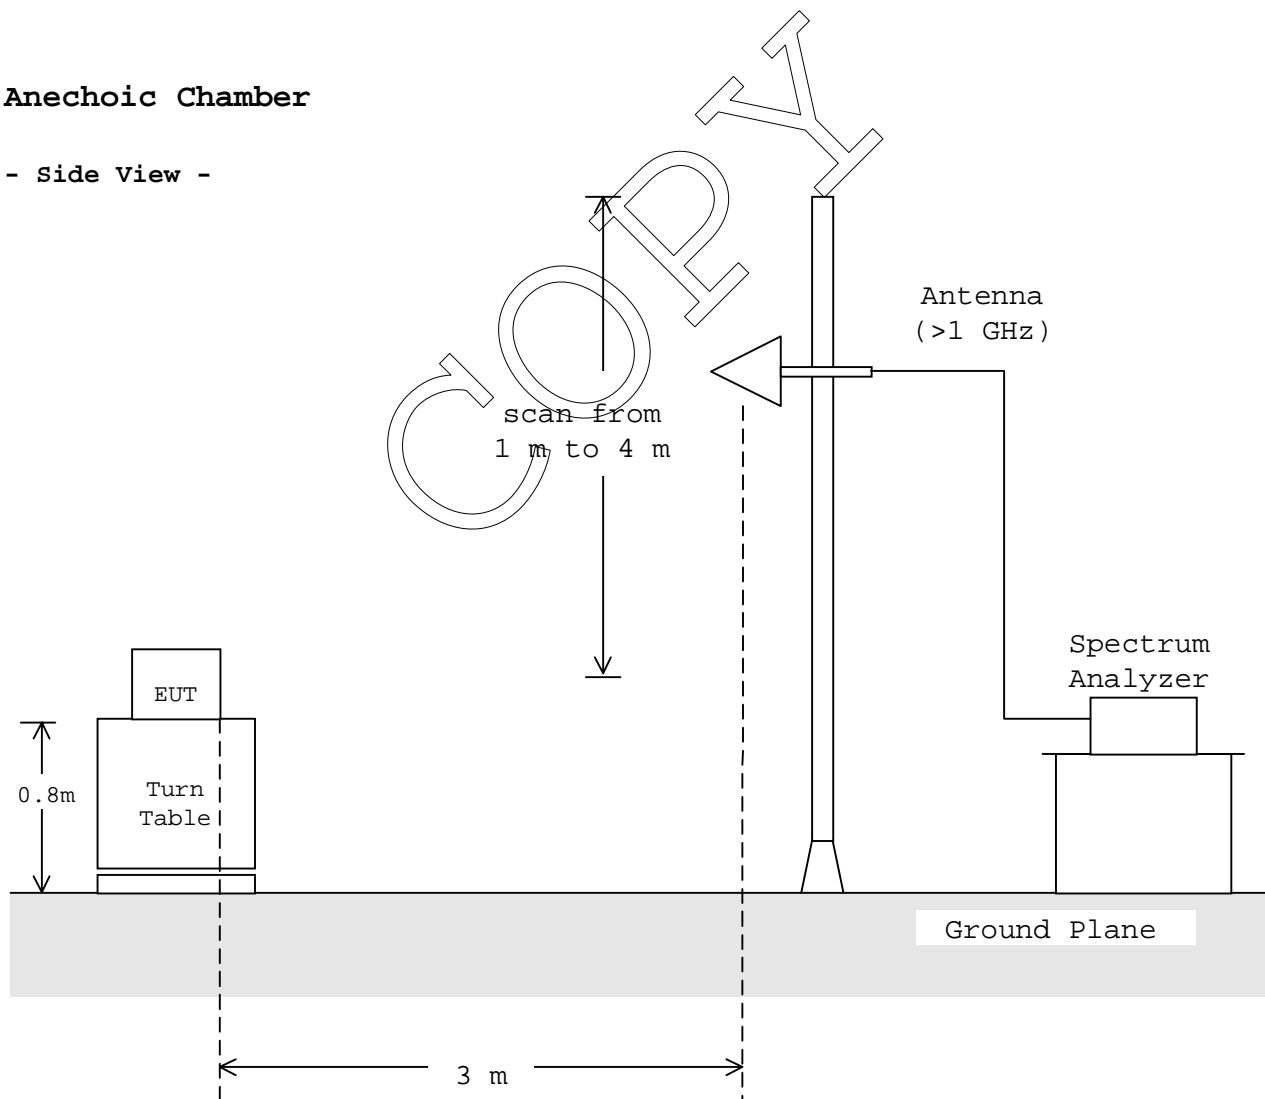 Anechoic Chamber
- Side View -
COPY
Antenna
(>1 GHz)
scan from
1 m to 4 m
Spectrum
Analyzer
EUT
0.8m
Turn
Table
Ground Plane
3 m